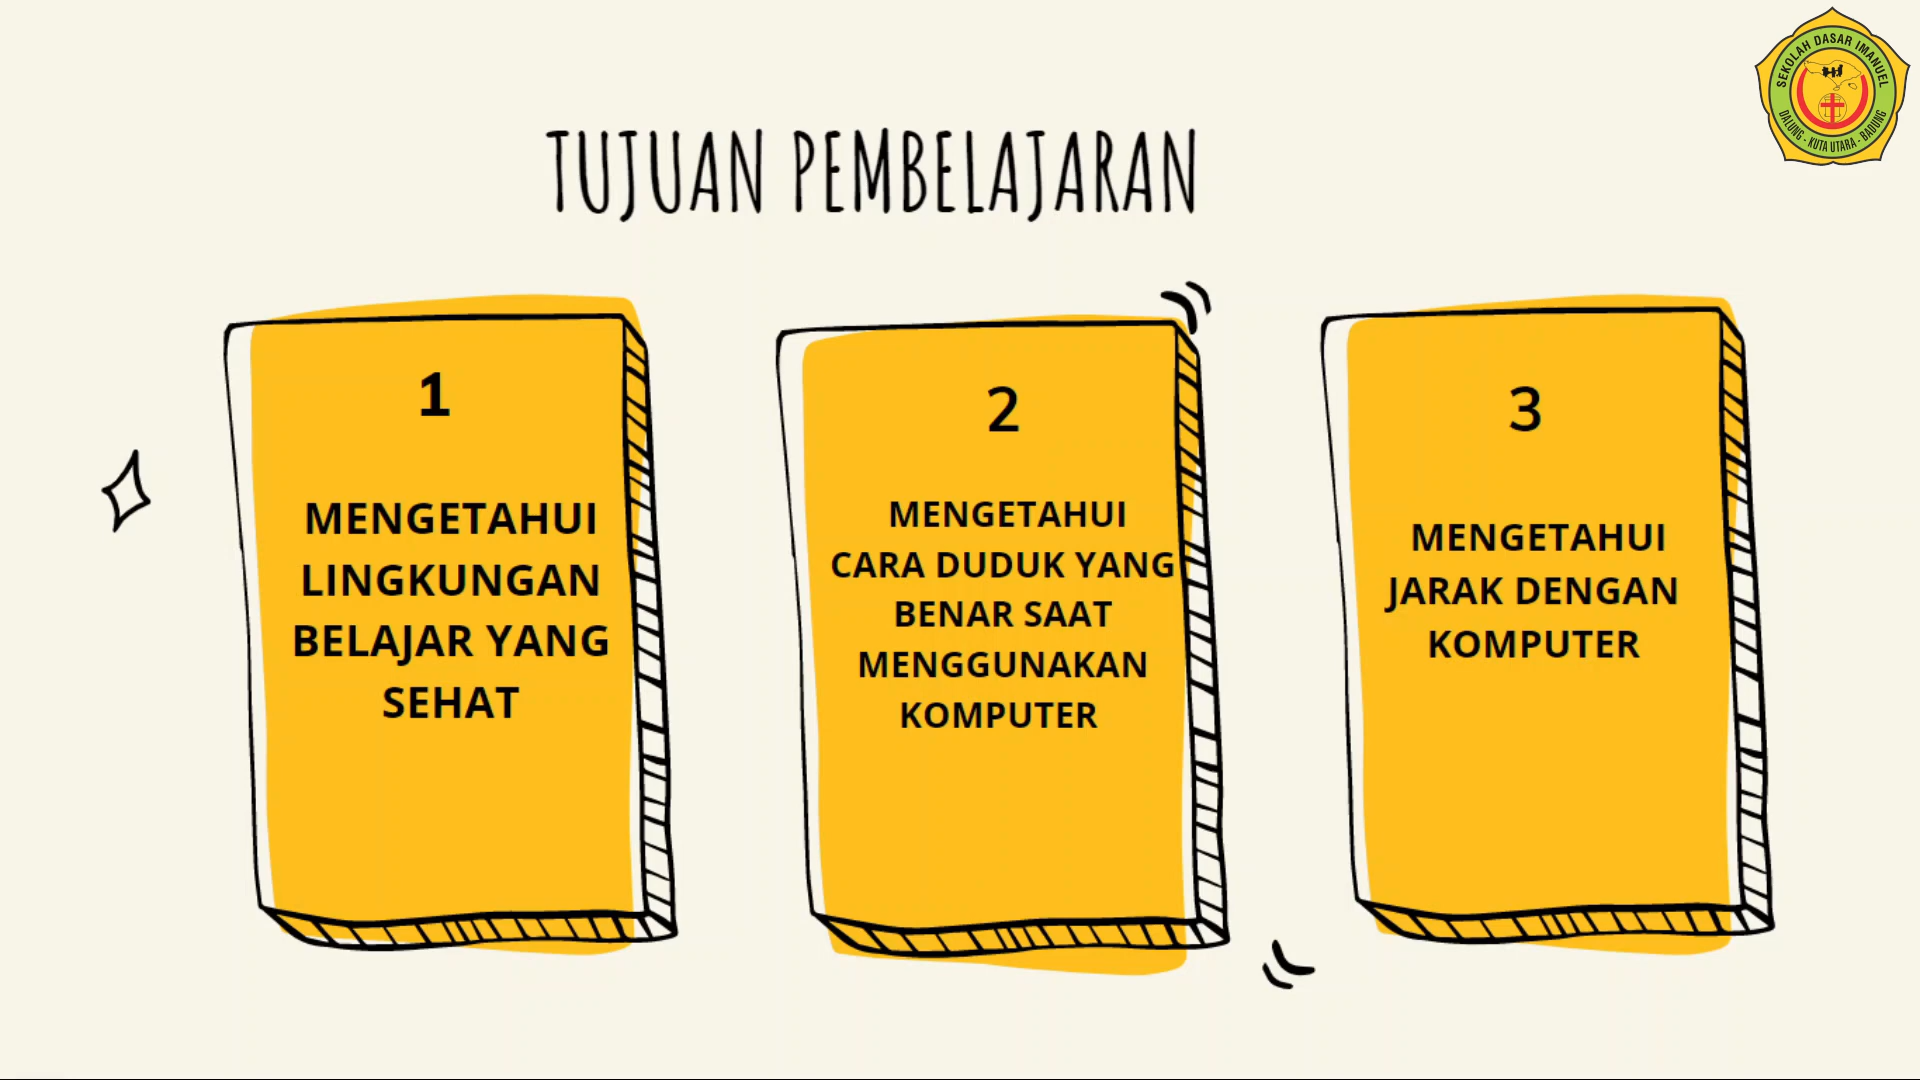 SEKOLAH DASAR IMANUEL
DALUNG - KUTA UTARA - BADUNG
TUJUAN PEMBELAJARAN
1
MENGETAHUI
LINGKUNGAN
BELAJAR YANG
SEHAT
2
MENGETAHUI
CARA DUDUK YANG
BENAR SAAT
MENGGUNAKAN
KOMPUTER
3
MENGETAHUI
JARAK DENGAN
KOMPUTER